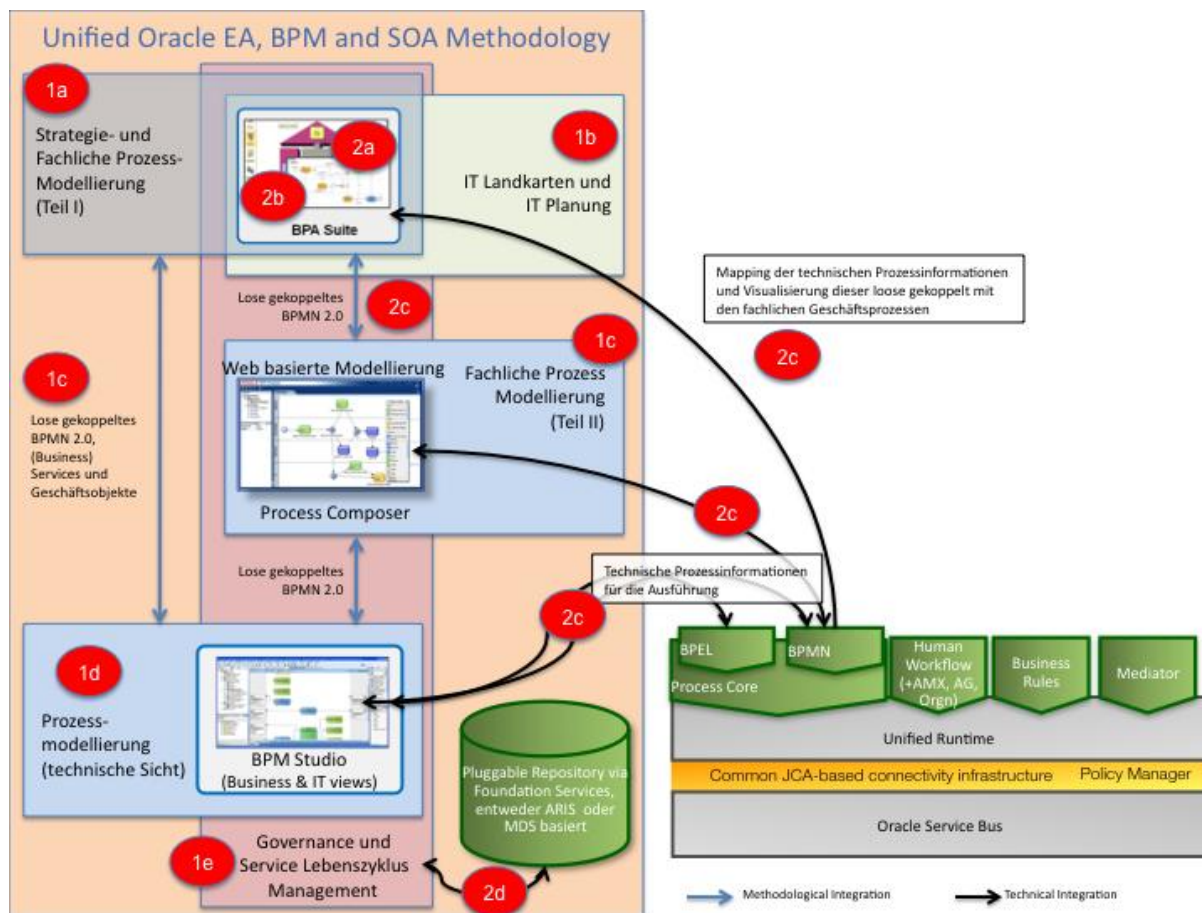 Unified Oracle EA, BPM and SOA Methodology
1a
Strategie- und
Fachliche Prozess-
Modellierung
(Teil I)
2a
2b
BPA Suite
1b
IT Landkarten und
IT Planung
Lose gekoppeltes
BPMN 2.0
2c
Mapping der technischen Prozessinformationen
und Visualisierung dieser loose gekoppelt mit
den fachlichen Geschäftsprozessen
2c
1c
Lose gekoppeltes
BPMN 2.0,
(Business)
Services und
Geschäftsobjekte
Web basierte Modellierung
1c
Fachliche Prozess
Modellierung
(Teil II)
Process Composer
2c
Lose gekoppeltes
BPMN 2.0
Technische Prozessinformationen
für die Ausführung
2c
1d
Prozess-
modellierung
(technische Sicht)
BPM Studio
(Business & IT views)
Pluggable Repository via
Foundation Services,
entweder ARIS oder
MDS basiert
1e
Governance und
Service Lebenszyklus
Management
2d
BPEL
BPMN
Process Core
Human
Workflow
(+AMX, AG,
Orgn)
Business
Rules
Mediator
Unified Runtime
Common JCA-based connectivity infrastructure
Policy Manager
Oracle Service Bus
Methodological Integration
Technical Integration